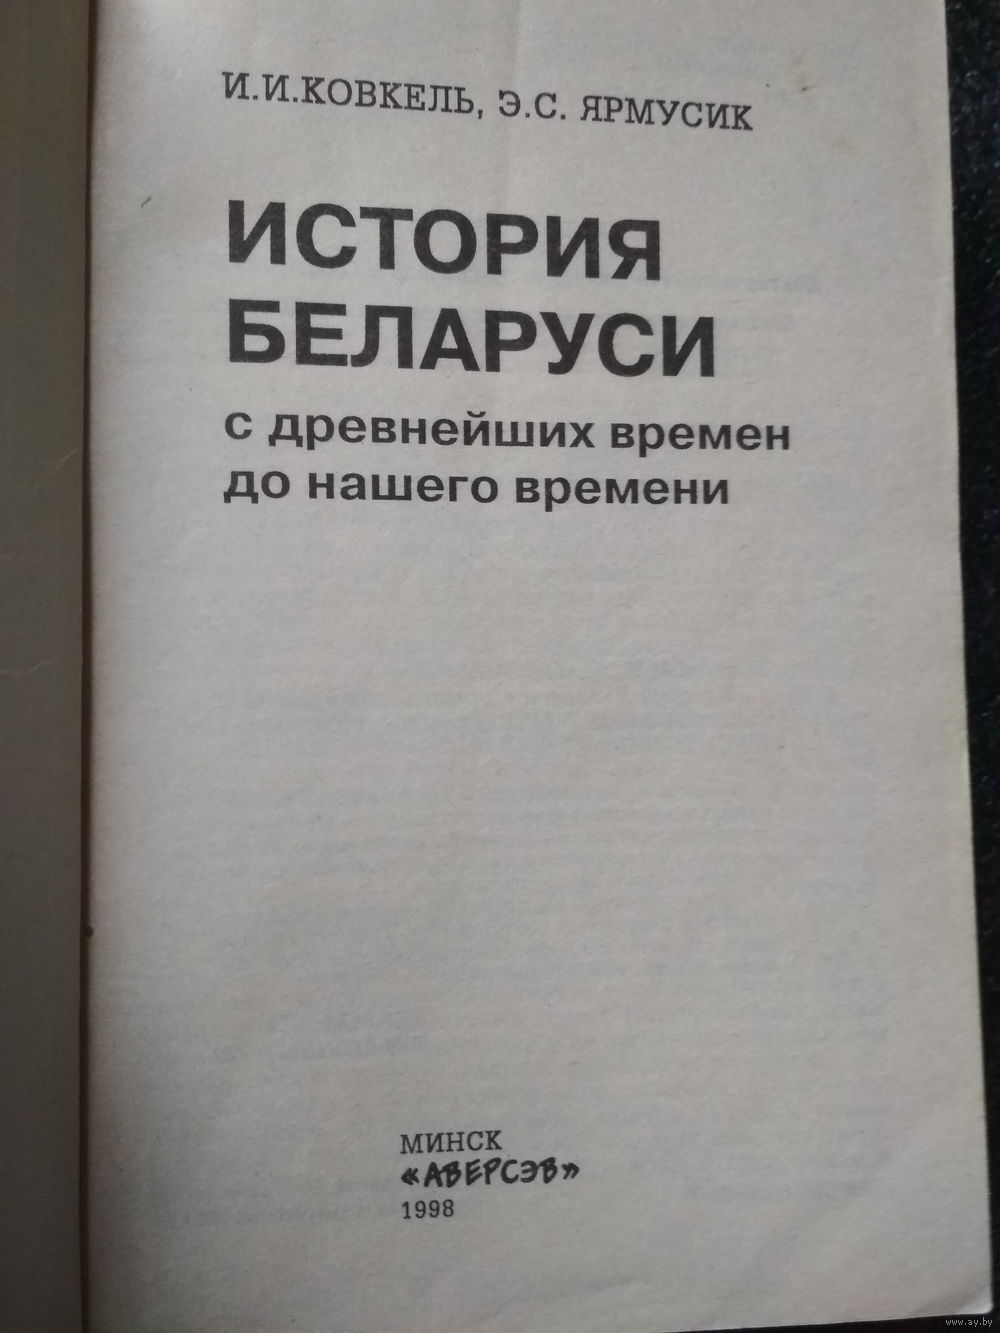 И.И.КОВКЕЛЬ, Э.С. ЯРМУСИК
ИСТОРИЯ
БЕЛАРУСИ
с древнейших времен
до нашего времени
МИНСК
«АВЕРСЭВ»
1998
www.ay.by